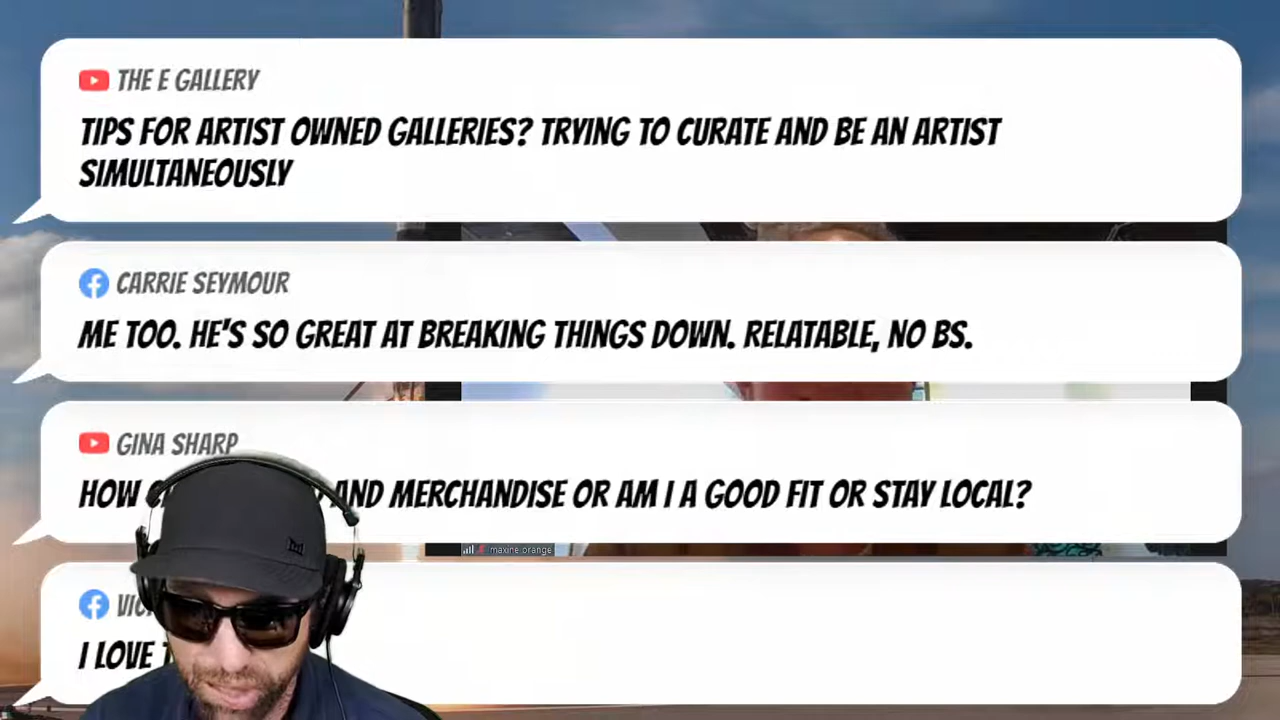 THE E GALLERY
TIPS FOR ARTIST OWNED GALLERIES? TRYING TO CURATE AND BE AN ARTIST
SIMULTANEOUSLY
CARRIE SEYMOUR
ME TOO. HE'S SO GREAT AT BREAKING THINGS DOWN. RELATABLE, NO BS.
GINA SHARP
HOW AND MERCHANDISE OR AM I A GOOD FIT OR STAY LOCAL?
maxine orange
I LOVE